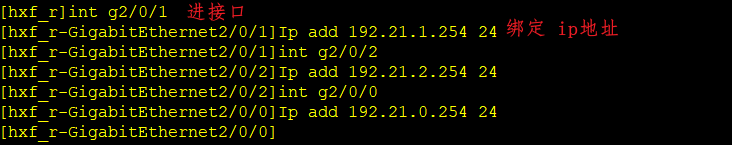 [hxf_r]int g2/0/1 进接口
[hxf_r-GigabitEthernet2/0/1]Ip add 192.21.1.254 24 绑定 ip地址
[hxf_r-GigabitEthernet2/0/1]int g2/0/2
[hxf_r-GigabitEthernet2/0/2]Ip add 192.21.2.254 24
[hxf_r-GigabitEthernet2/0/2]int g2/0/0
[hxf_r-GigabitEthernet2/0/0]Ip add 192.21.0.254 24
[hxf_r-GigabitEthernet2/0/0]